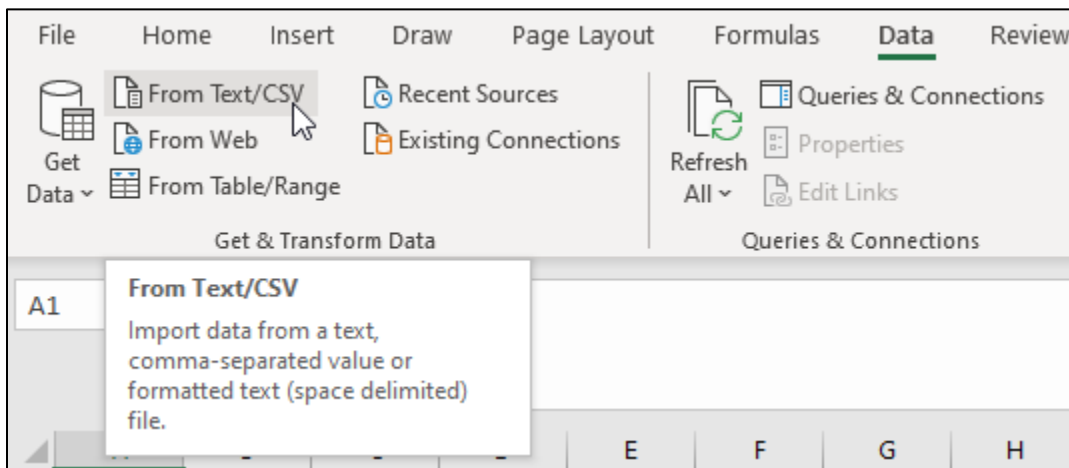 File Home Insert Draw Page Layout Formulas Data Review
From Text/CSV Recent Sources Queries & Connections
From Web Existing Connections Properties
Get Data From Table/Range Refresh All Edit Links
Get & Transform Data Queries & Connections
A1
From Text/CSV
Import data from a text,
comma-separated value or
formatted text (space delimited)
file.
E F G H